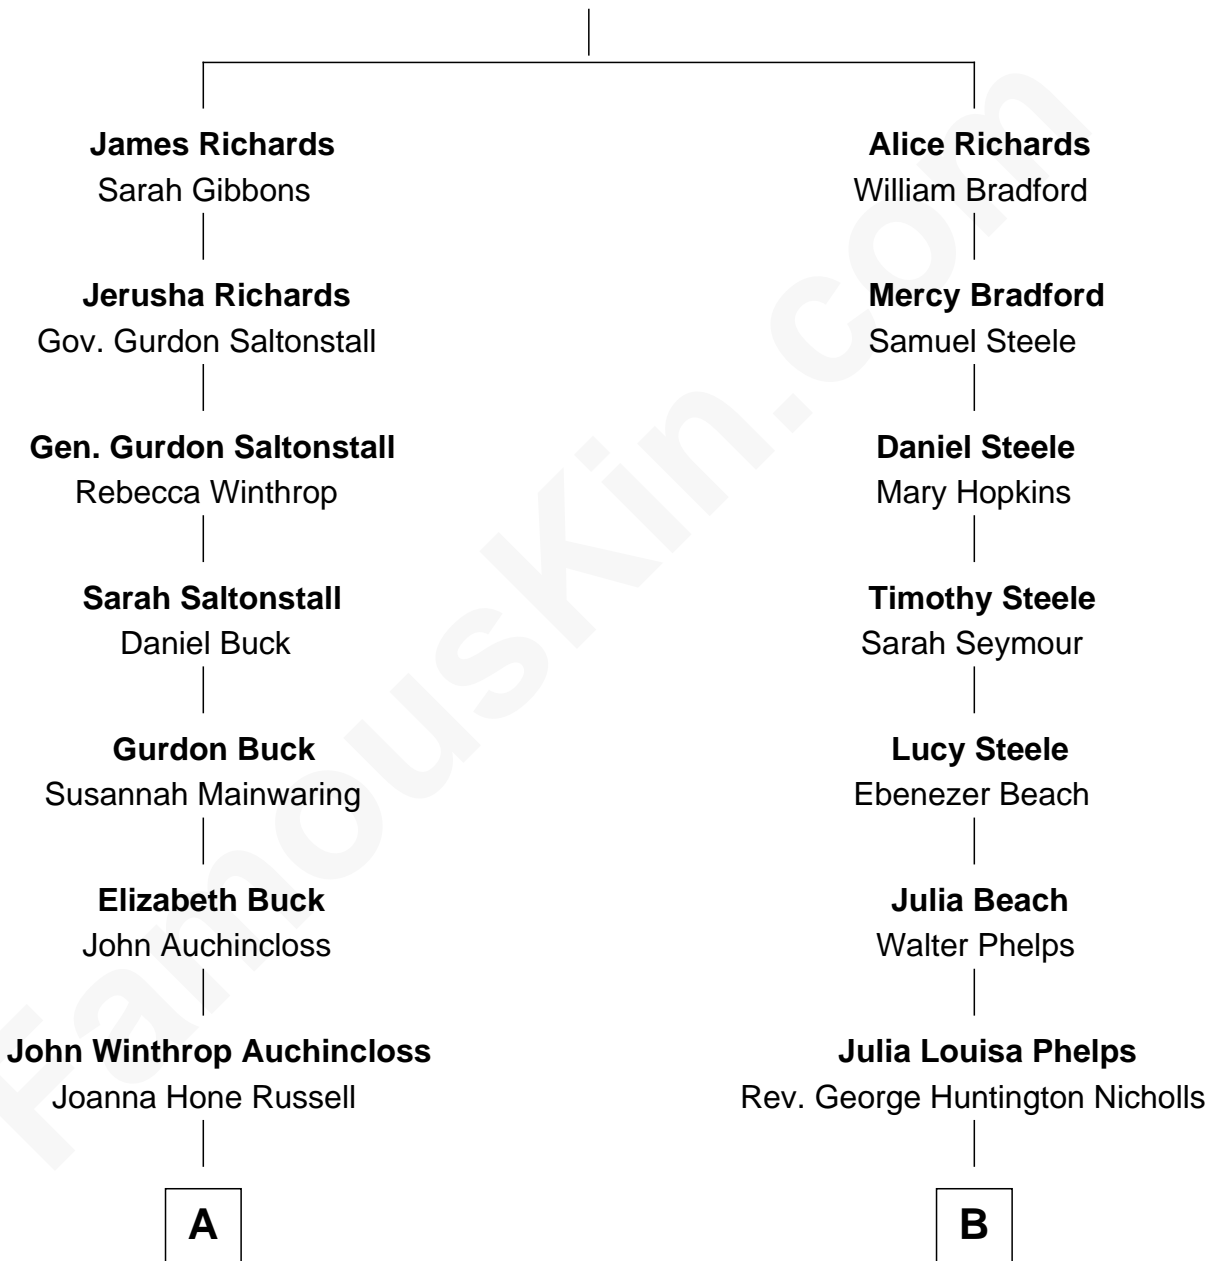 James Richards
Sarah Gibbons
Jerusha Richards
Gov. Gurdon Saltonstall
Gen. Gurdon Saltonstall
Rebecca Winthrop
Sarah Saltonstall
Daniel Buck
Gurdon Buck
Susannah Mainwaring
Elizabeth Buck
John Auchincloss
John Winthrop Auchincloss
Joanna Hone Russell
A
Alice Richards
William Bradford
Mercy Bradford
Samuel Steele
Daniel Steele
Mary Hopkins
Timothy Steele
Sarah Seymour
Lucy Steele
Ebenezer Beach
Julia Beach
Walter Phelps
Julia Louisa Phelps
Rev. George Huntington Nicholls
B
FamousKin.com